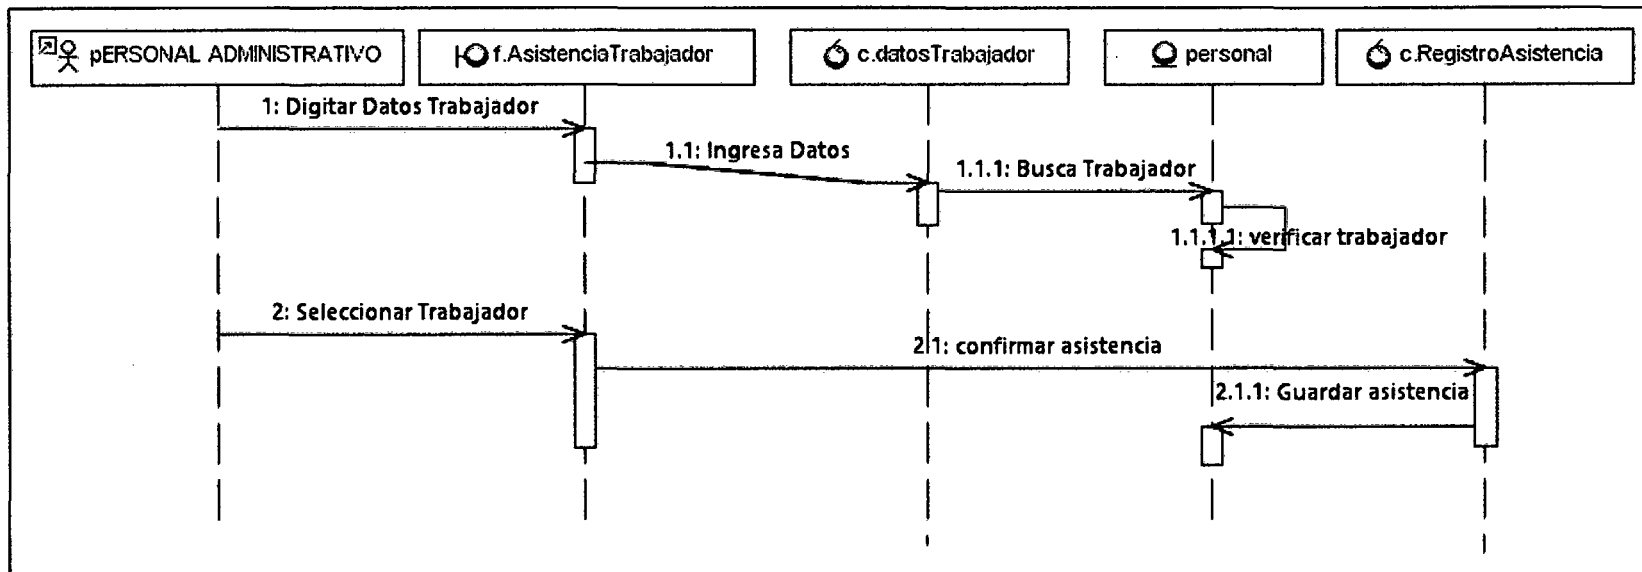 pERSONAL ADMINISTRATIVO
f.AsistenciaTrabajador
c.datosTrabajador
personal
c.RegistroAsistencia
1: Digitar Datos Trabajador
1.1: Ingresa Datos
1.1.1: Busca Trabajador
1.1.1.1: verificar trabajador
2: Seleccionar Trabajador
2.1: confirmar asistencia
2.1.1: Guardar asistencia